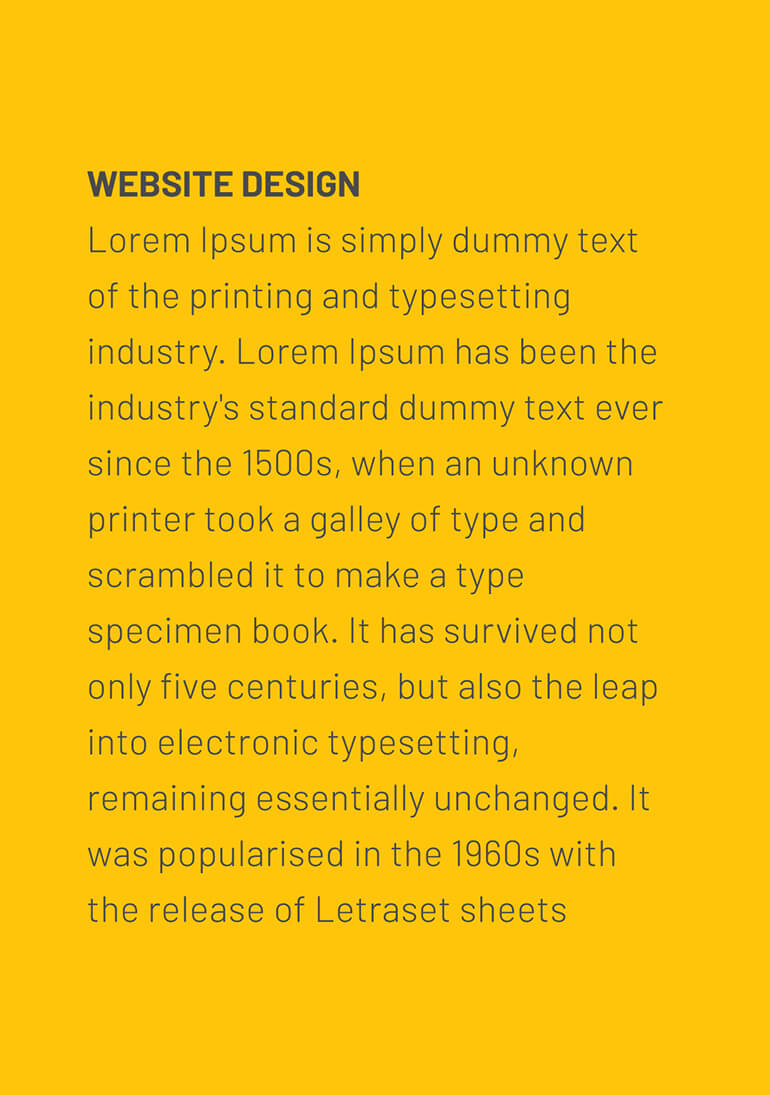 WEBSITE DESIGN
Lorem Ipsum is simply dummy text
of the printing and typesetting
industry. Lorem Ipsum has been the
industry's standard dummy text ever
since the 1500s, when an unknown
printer took a galley of type and
scrambled it to make a type
specimen book. It has survived not
only five centuries, but also the leap
into electronic typesetting,
remaining essentially unchanged. It
was popularised in the 1960s with
the release of Letraset sheets